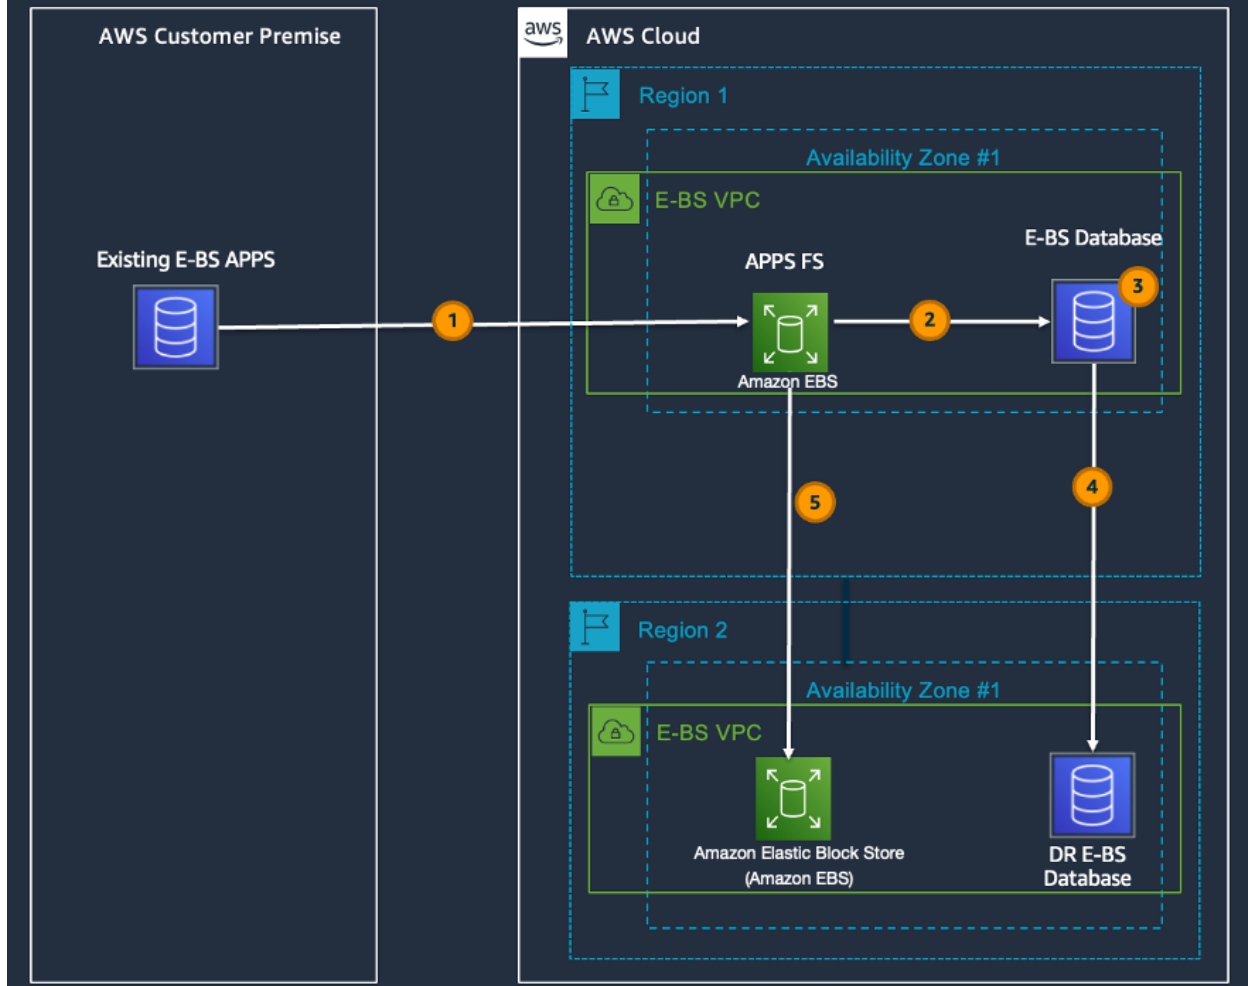 AWS Customer Premise
aws
AWS Cloud
Region 1
Availability Zone #1
E-BS VPC
E-BS Database
Existing E-BS APPS
APPS FS
3
1
2
Amazon EBS
4
5
Region 2
Availability Zone #1
E-BS VPC
Amazon Elastic Block Store
(Amazon EBS)
DR E-BS
Database